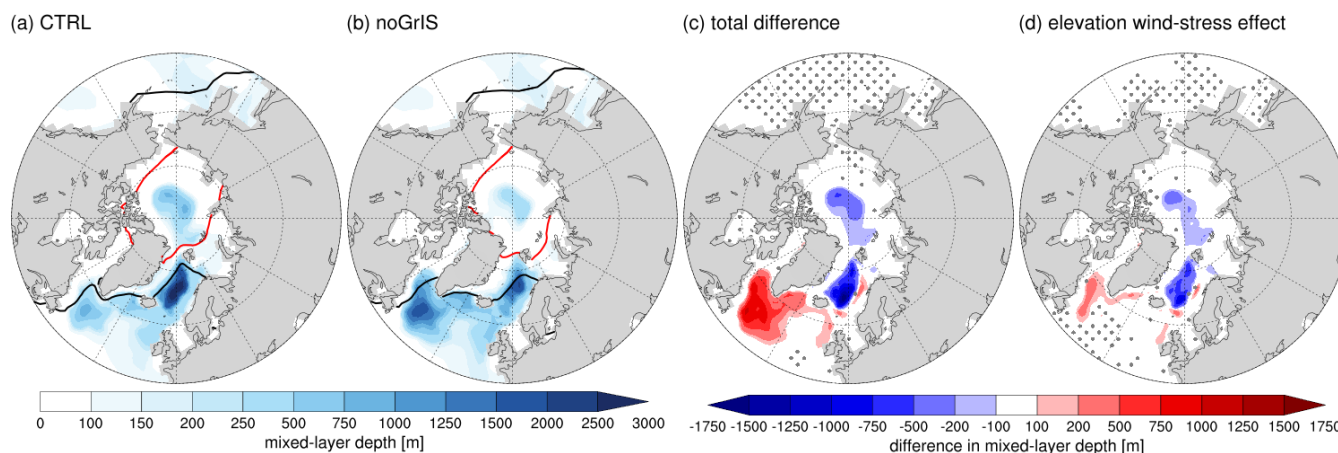 (a) CTRL
(b) noGrIS
(c) total difference
(d) elevation wind-stress effect
0 100 150 200 250 500 750 1000 1250 1500 2000 2500 3000
mixed-layer depth [m]
-1750 -1500 -1250 -1000 -750 -500 -200 -100 100 200 500 750 1000 1250 1500 1750
difference in mixed-layer depth [m]